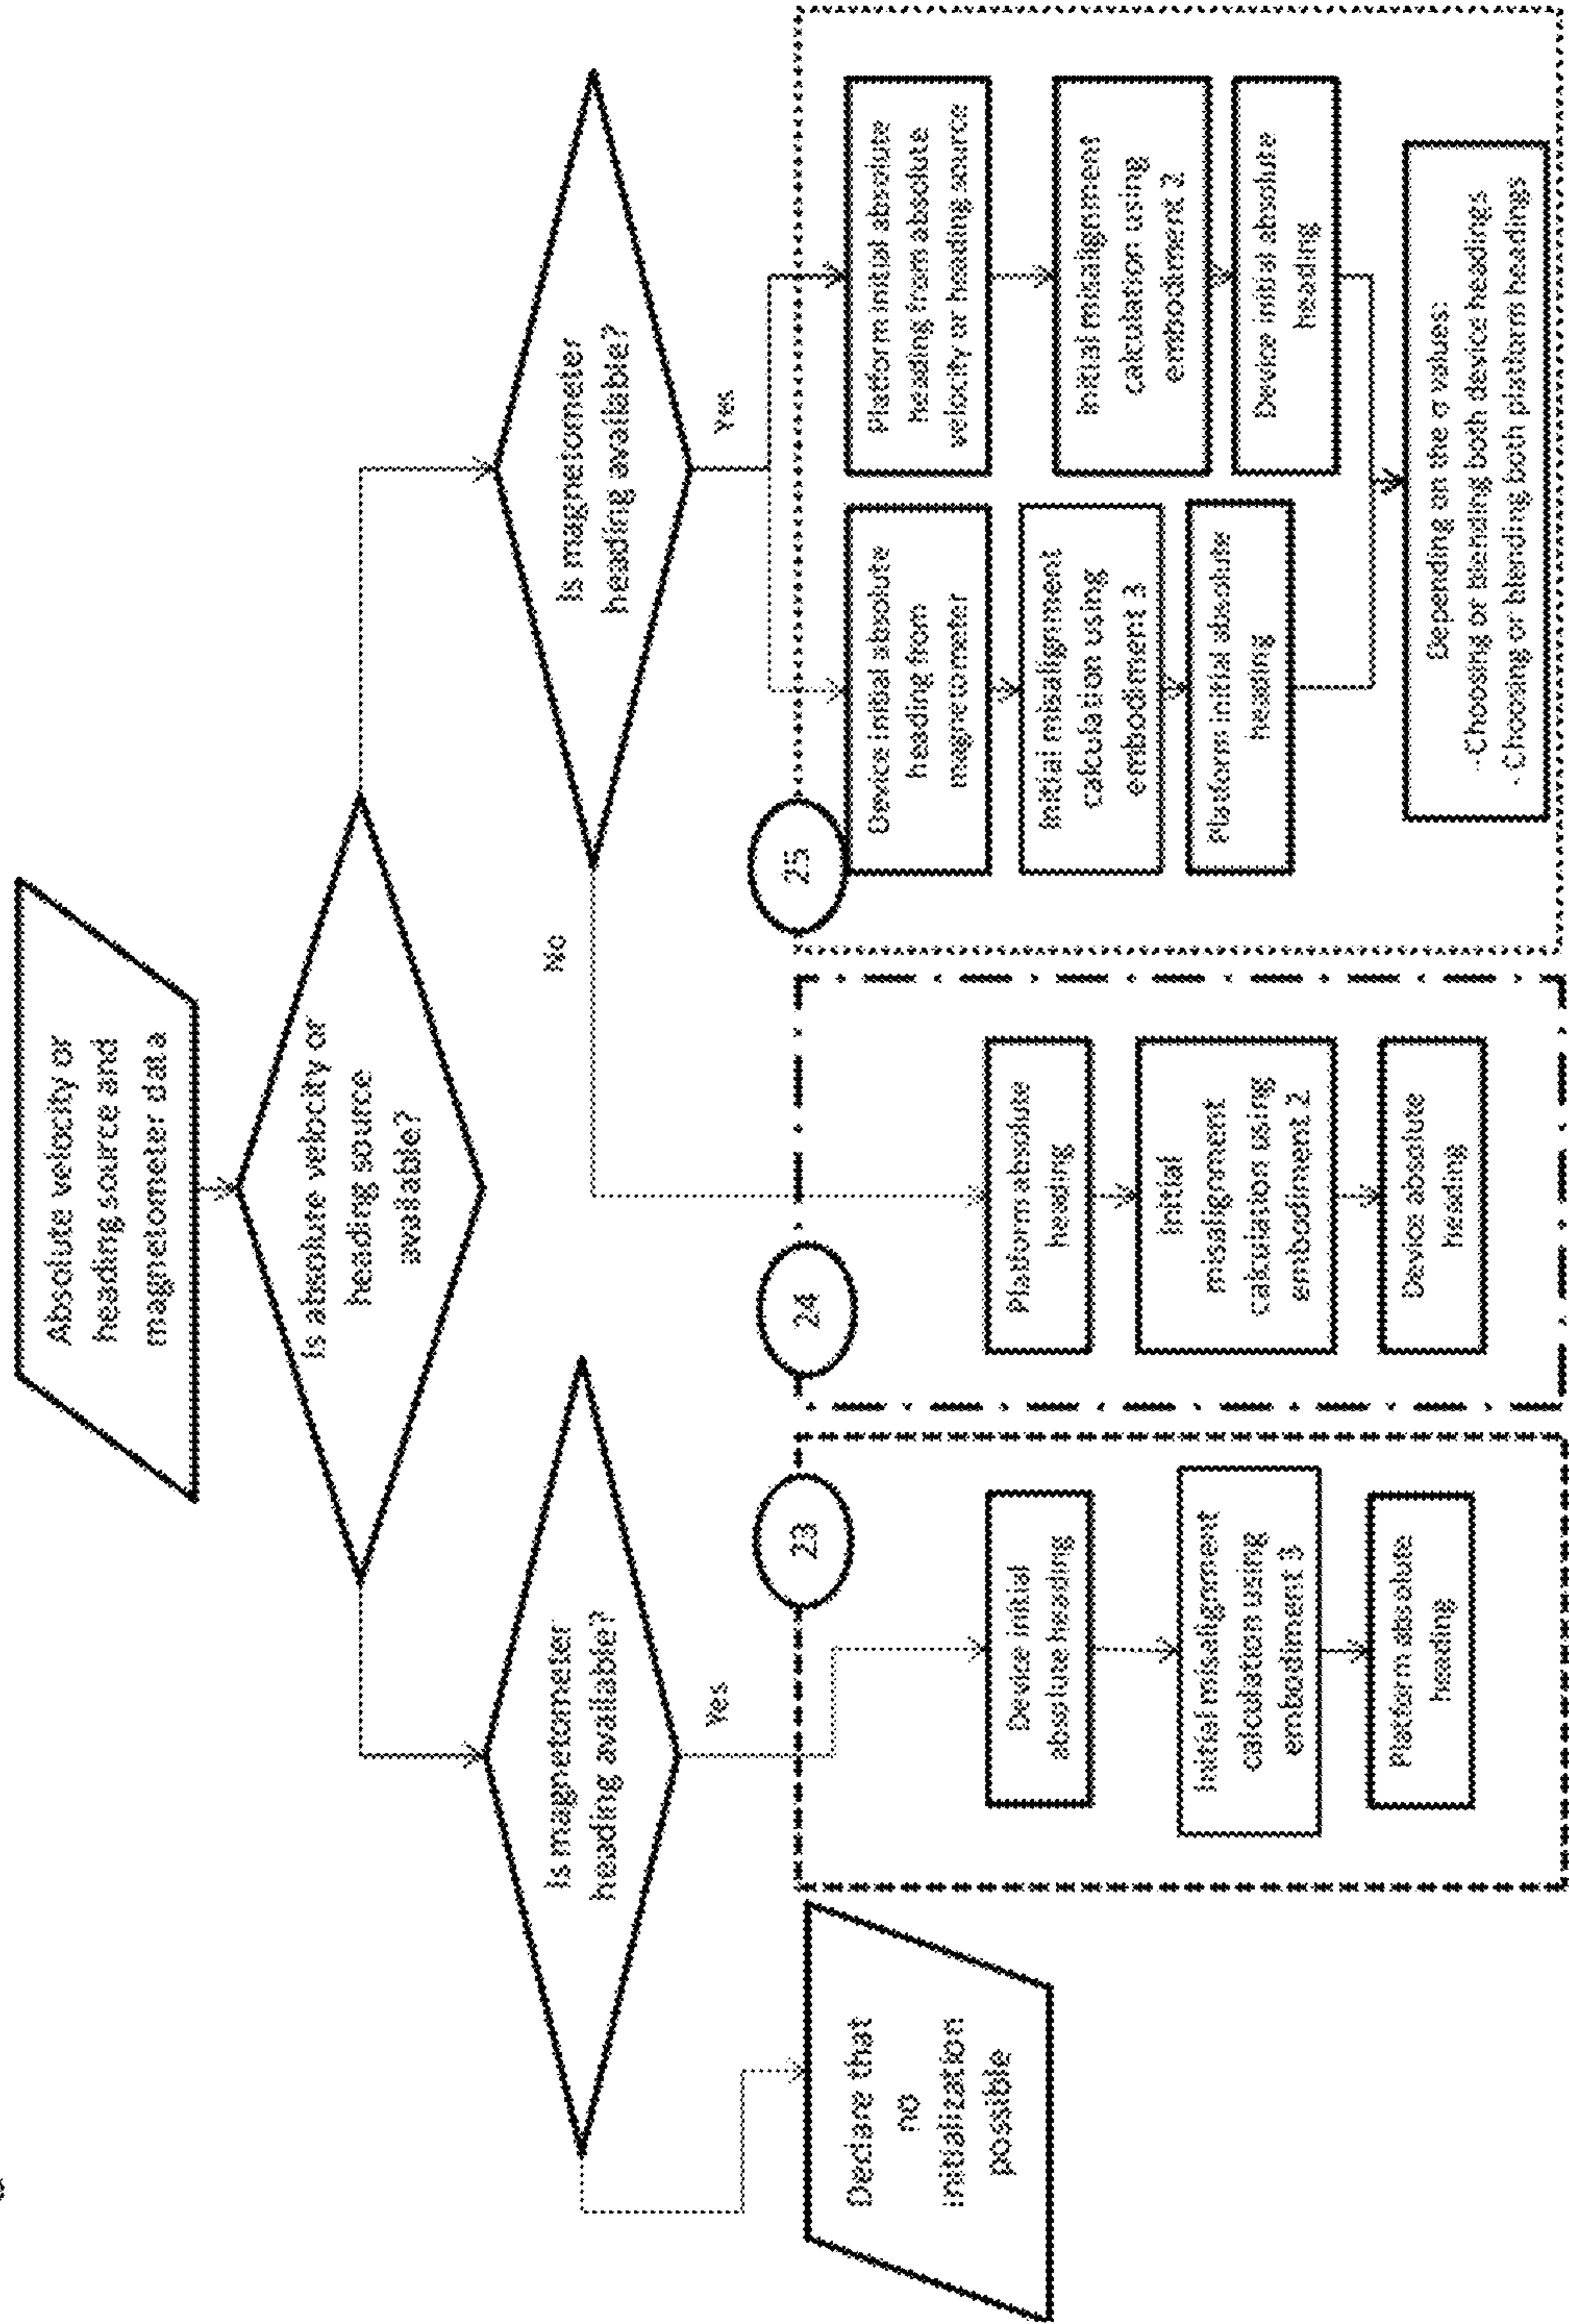 Absolute velocity or
heading source and
magnetometer data
Is absolute velocity or
heading source
available?
Is magnetometer
heading available?
Yes
Is magnetometer
heading available?
No
Yes
Declare that
no
initialization
possible
23
Device initial
absolute heading
Initial misalignment
calculation using
embodiment 3
Platform absolute
heading
24
Platform absolute
heading
Initial
misalignment
calculation using
embodiment 2
Device absolute
heading
25
Device initial absolute
heading from
magnetometer
Initial misalignment
calculation using
embodiment 3
Platform initial absolute
heading
Platform initial absolute
heading from absolute
velocity or heading source
Initial misalignment
calculation using
embodiment 2
Device initial absolute
heading
Depending on the σ values:
- Choosing or blending both device headings
- Choosing or blending both platform headings